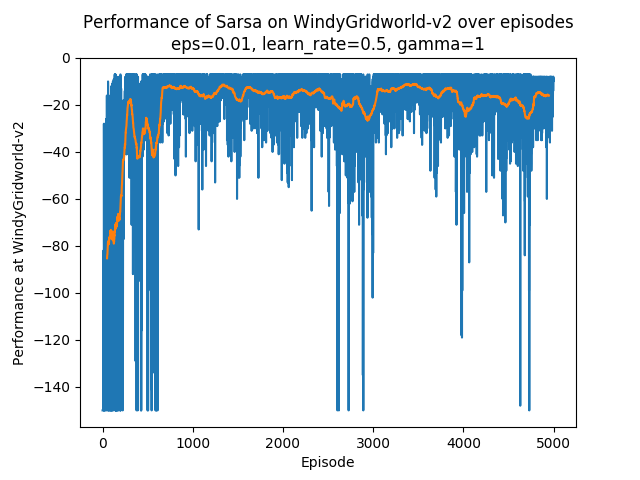 Performance of Sarsa on WindyGridworld-v2 over episodes
eps=0.01, learn_rate=0.5, gamma=1
Performance at WindyGridworld-v2
0
−20
−40
−60
−80
−100
−120
−140
0 1000 2000 3000 4000 5000
Episode